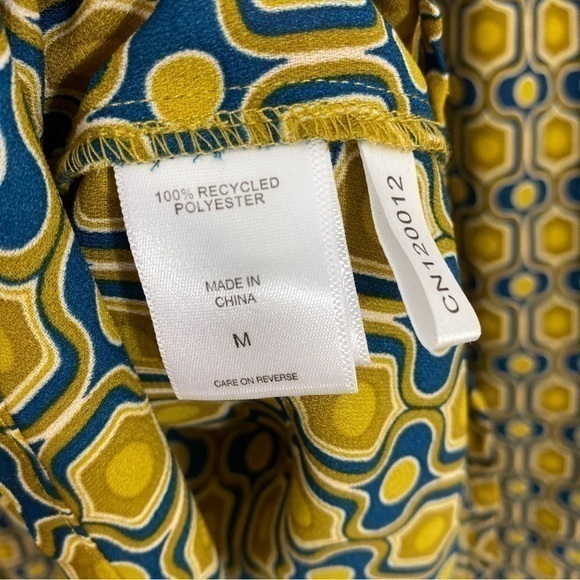 100% RECYCLED
POLYESTER
MADE IN
CHINA
M
CARE ON REVERSE
CN120012